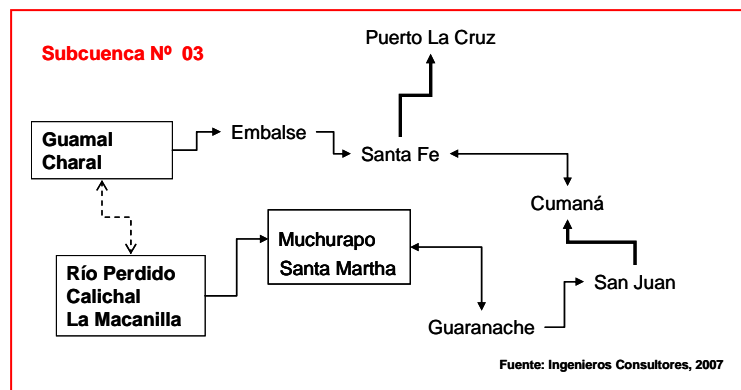 Puerto La Cruz
Subcuenca Nº 03
Guamal
Charal
Embalse
Santa Fe
Cumaná
Muchurapo
Santa Martha
Río Perdido
Calichal
La Macanilla
San Juan
Guaranache
Fuente: Ingenieros Consultores, 2007